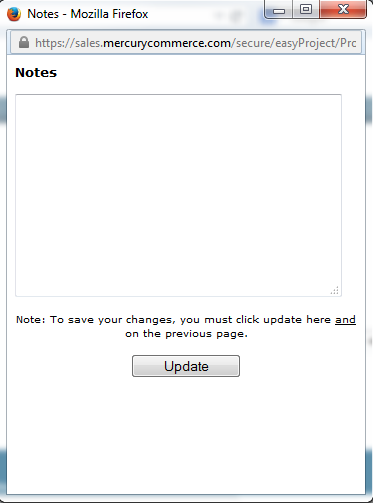 Notes - Mozilla Firefox
https://sales.mercurycommerce.com/secure/easyProject/Prc
Notes
Note: To save your changes, you must click update here and
on the previous page.
Update